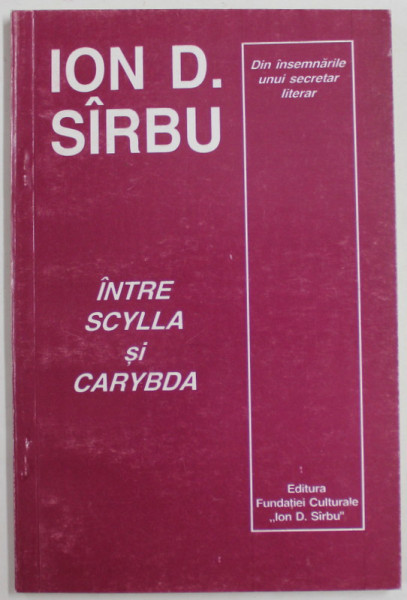 ION D.
SÎRBU
Din însemnările
unui secretar
literar
ÎNTRE
SCYLLA
și
CARYBDA
Editura
Fundației Culturale
„Ion D. Sîrbu”